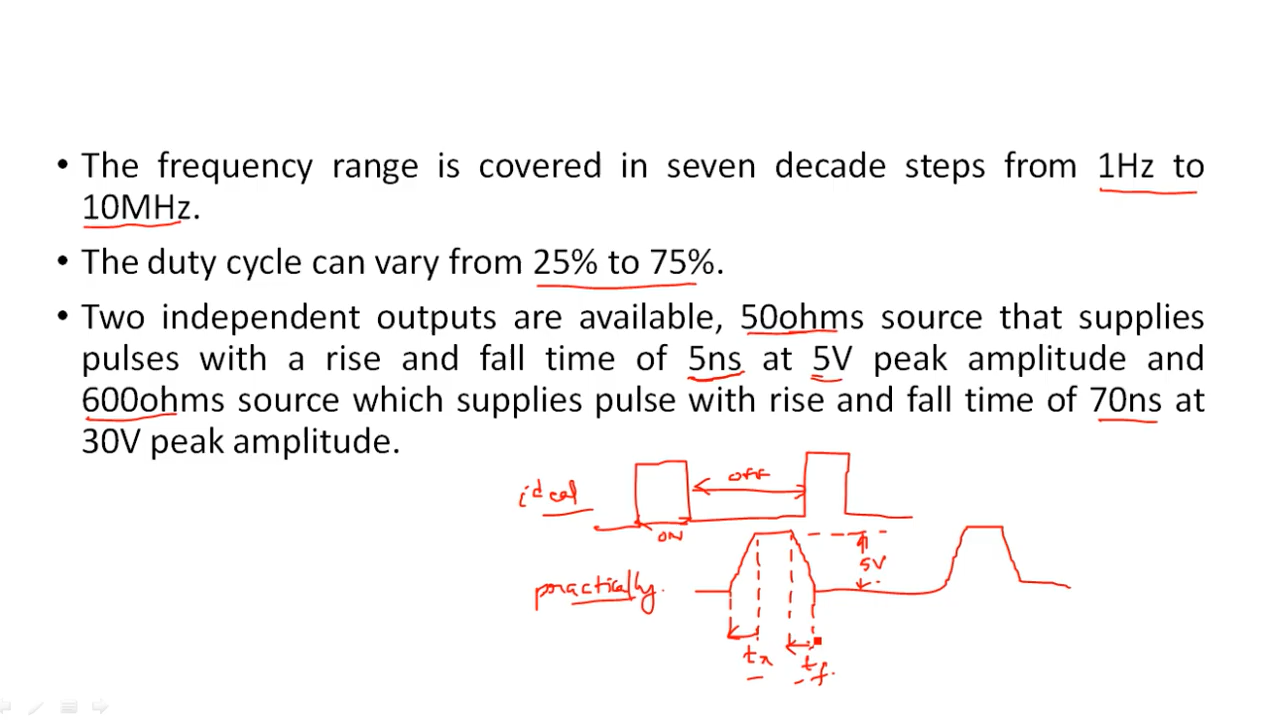 • The frequency range is covered in seven decade steps from 1Hz to
10MHz.
• The duty cycle can vary from 25% to 75%.
• Two independent outputs are available, 50ohms source that supplies
pulses with a rise and fall time of 5ns at 5V peak amplitude and
600ohms source which supplies pulse with rise and fall time of 70ns at
30V peak amplitude.
ideal
OFF
ON
5V
practically.
tr
tf.